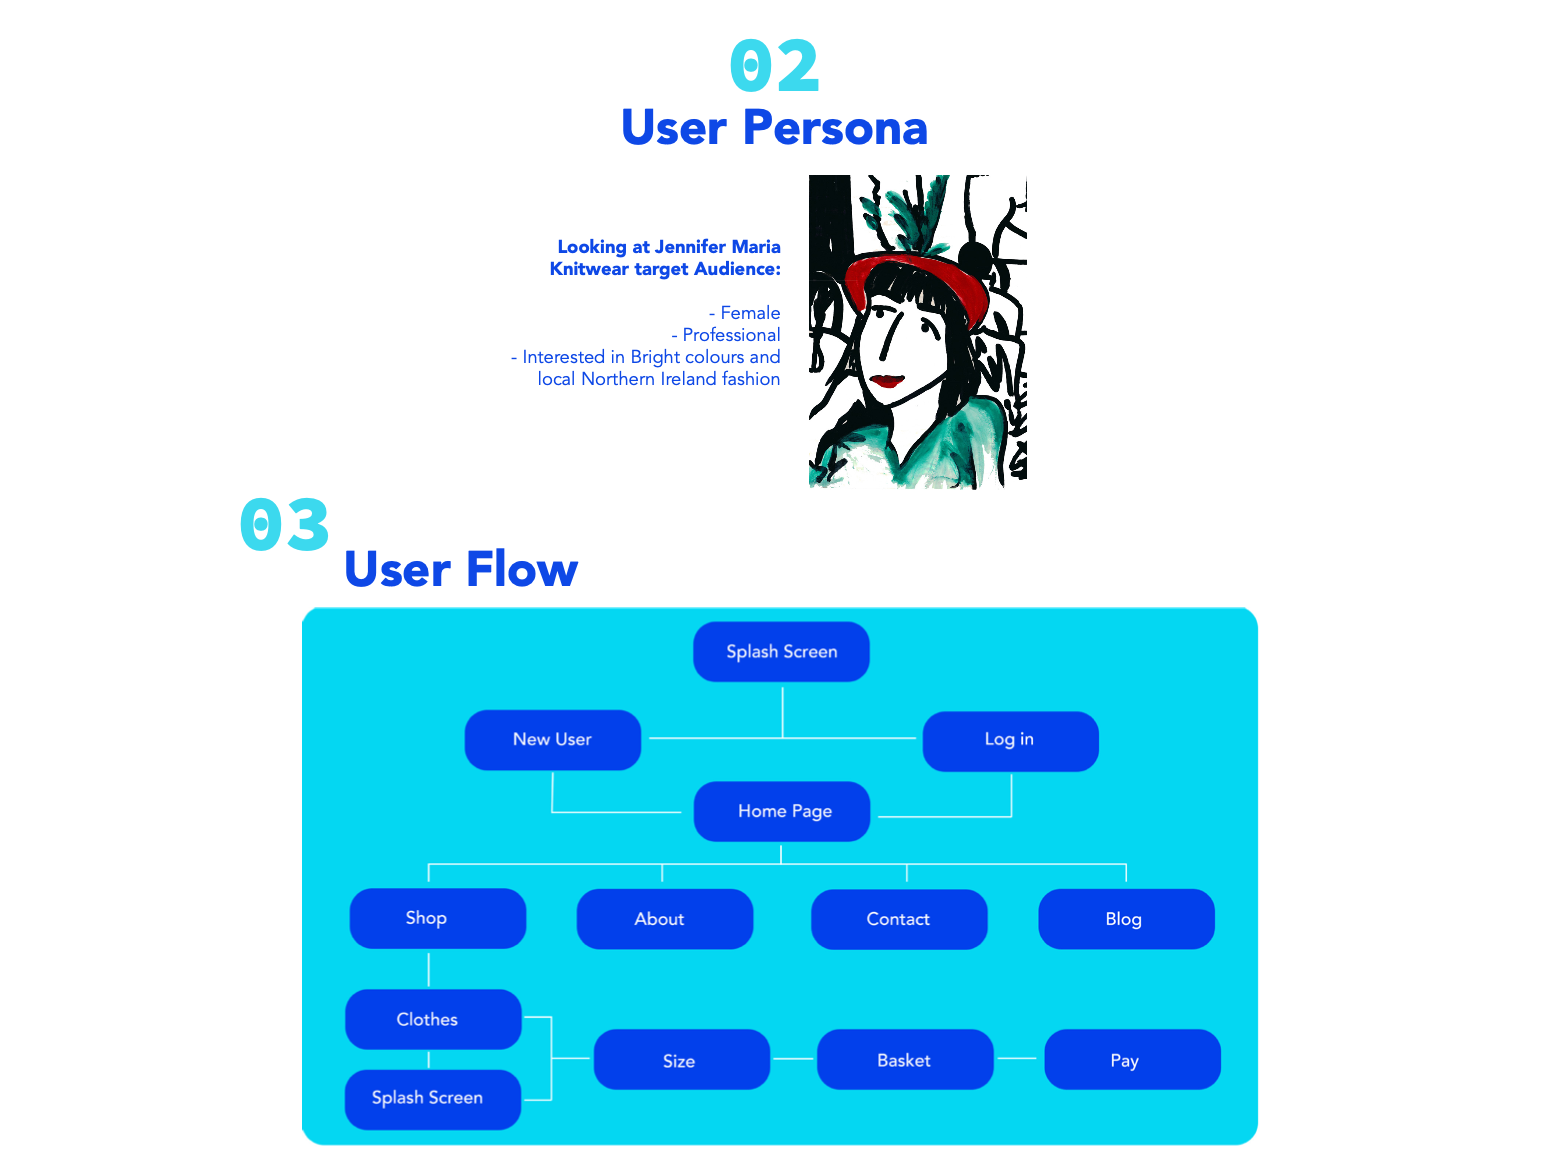 02
User Persona
Looking at Jennifer Maria
Knitwear target Audience:
- Female
- Professional
- Interested in Bright colours and
local Northern Ireland fashion
03
User Flow
Splash Screen
New User
Log in
Home Page
Shop
About
Contact
Blog
Clothes
Size
Basket
Pay
Splash Screen